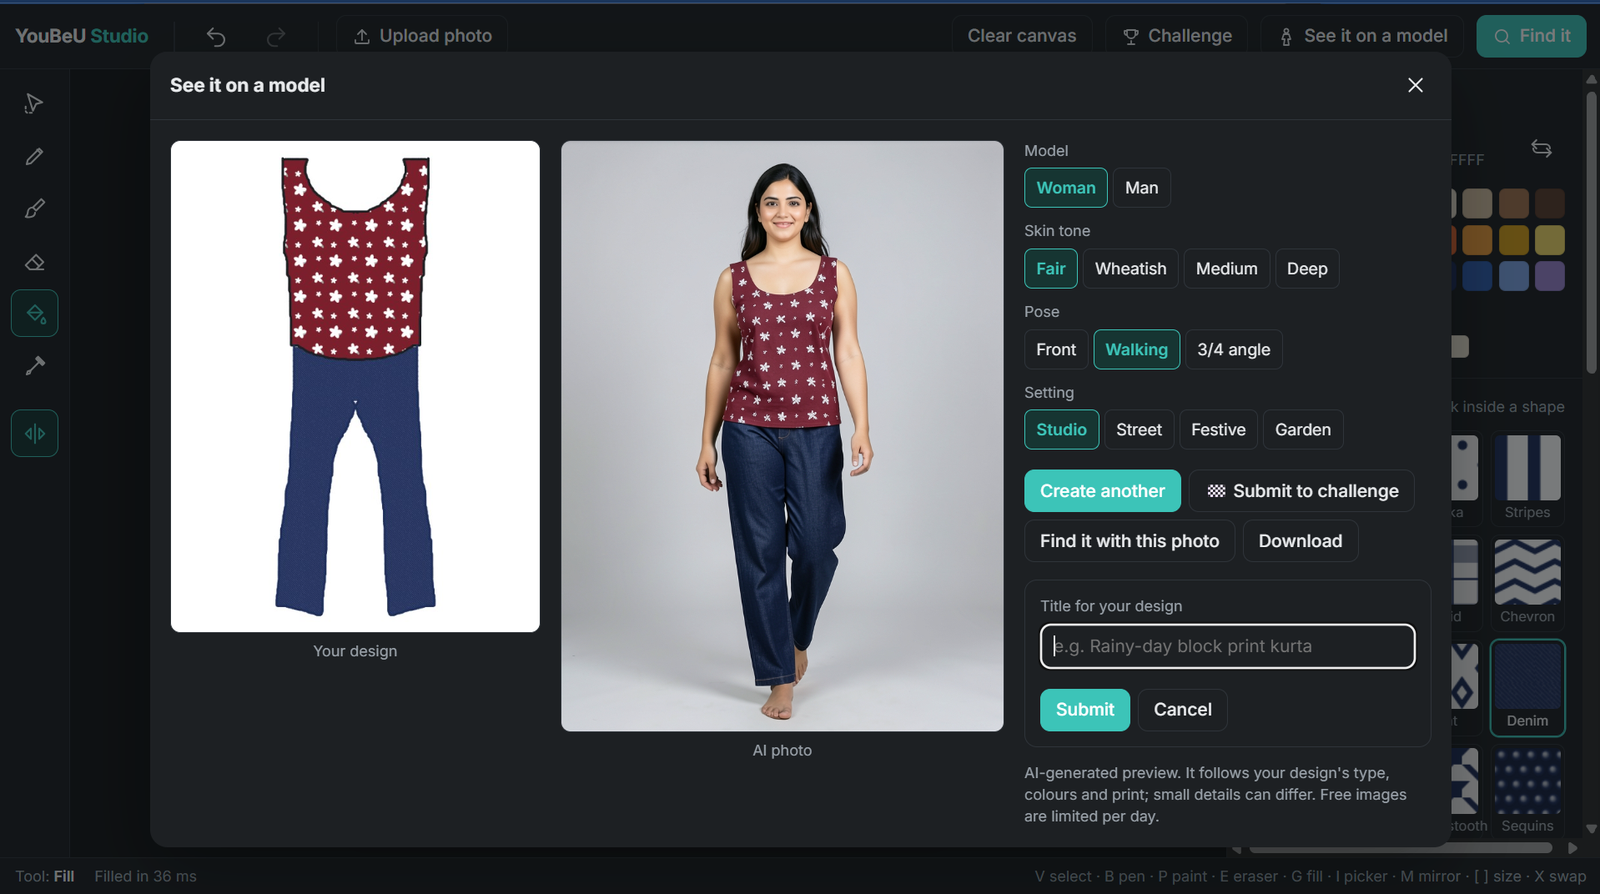 YouBeU Studio
Upload photo
Clear canvas
Challenge
See it on a model
Find it
See it on a model
Your design
AI photo
Model
Woman
Man
Skin tone
Fair
Wheatish
Medium
Deep
Pose
Front
Walking
3/4 angle
Setting
Studio
Street
Festive
Garden
Create another
Submit to challenge
Find it with this photo
Download
Title for your design
e.g. Rainy-day block print kurta
Submit
Cancel
AI-generated preview. It follows your design's type,
colours and print; small details can differ. Free images
are limited per day.
FFFF
k inside a shape
ka
Stripes
d
Chevron
t
Denim
stooth
Sequins
Tool: Fill
Filled in 36 ms
V select · B pen · P paint · E eraser · G fill · I picker · M mirror · [ ] size · X swap